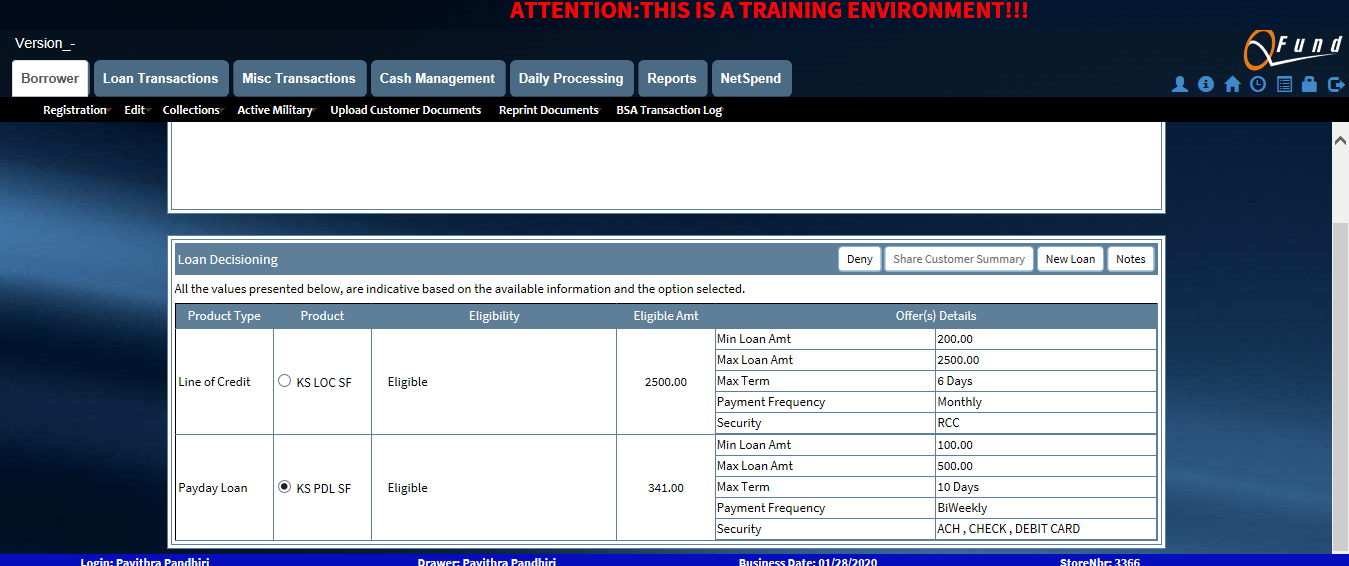 ATTENTION:THIS IS A TRAINING ENVIRONMENT!!!
Version_-
QFund
Borrower Loan Transactions Misc Transactions Cash Management Daily Processing Reports NetSpend
Registration Edit Collections Active Military Upload Customer Documents Reprint Documents BSA Transaction Log
Loan Decisioning Deny Share Customer Summary New Loan Notes
All the values presented below, are indicative based on the available information and the option selected.
Product Type Product Eligibility Eligible Amt Offer(s) Details
Line of Credit KS LOC SF Eligible 2500.00
Min Loan Amt 200.00
Max Loan Amt 2500.00
Max Term 6 Days
Payment Frequency Monthly
Security RCC
Payday Loan KS PDL SF Eligible 341.00
Min Loan Amt 100.00
Max Loan Amt 500.00
Max Term 10 Days
Payment Frequency BiWeekly
Security ACH , CHECK , DEBIT CARD
Login: Pavithra Pandhiri Drawer: Pavithra Pandhiri Business Date: 01/28/2020 StoreNbr: 3366